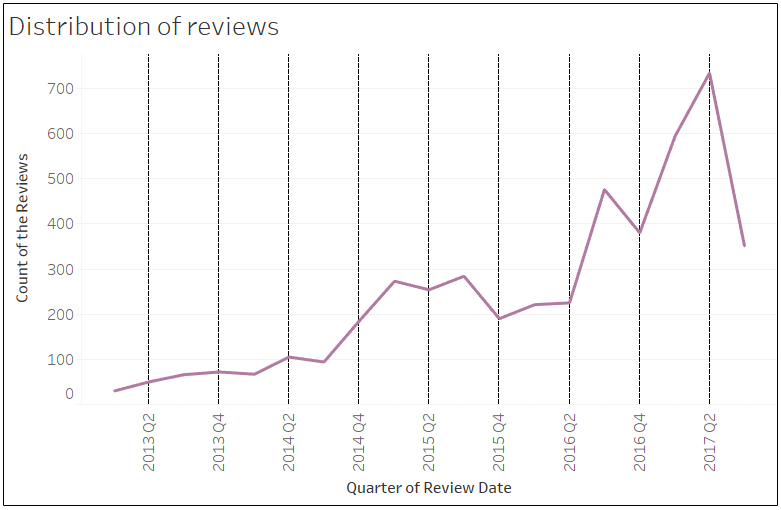 Distribution of reviews
700
600
500
400
300
200
100
0
Count of the Reviews
2013 Q2
2013 Q4
2014 Q2
2014 Q4
2015 Q2
2015 Q4
2016 Q2
2016 Q4
2017 Q2
Quarter of Review Date